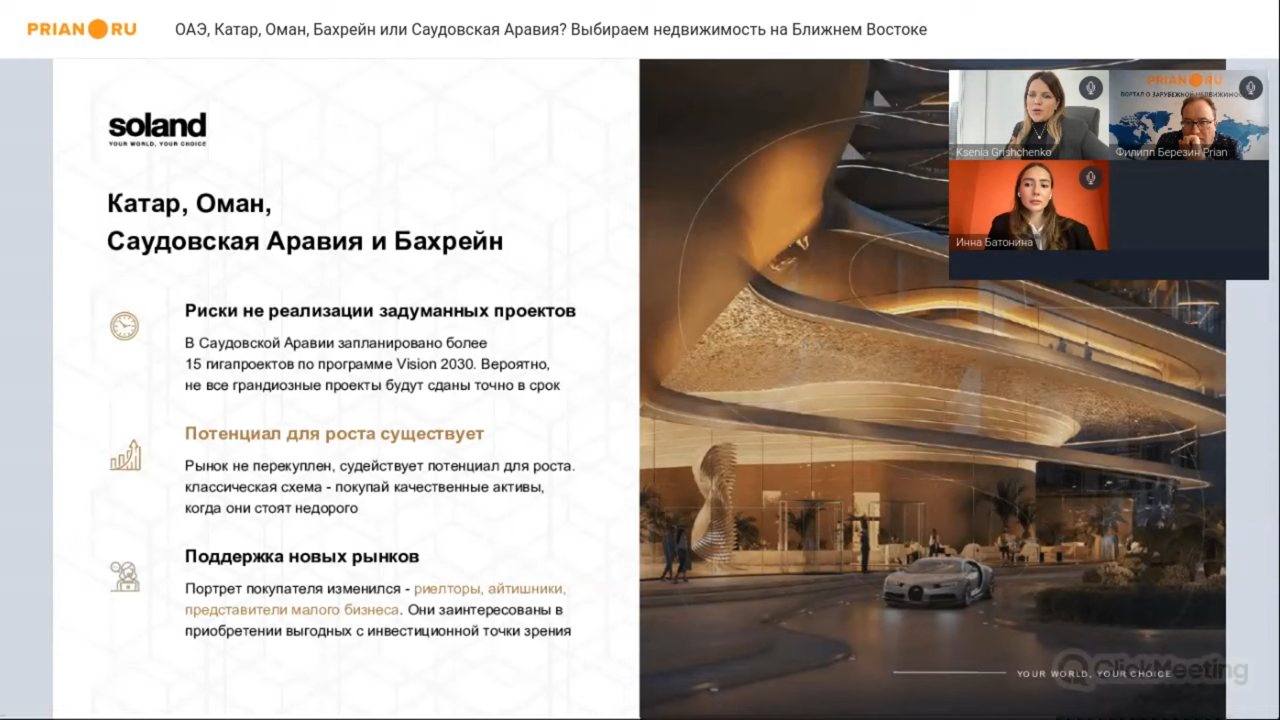 PRIAN RU
ОАЭ, Катар, Оман, Бахрейн или Саудовская Аравия? Выбираем недвижимость на Ближнем Востоке
soland
YOUR WORLD, YOUR CHOICE
Катар, Оман,
Саудовская Аравия и Бахрейн
Риски не реализации задуманных проектов
В Саудовской Аравии запланировано более
15 гигапроектов по программе Vision 2030. Вероятно,
не все грандиозные проекты будут сданы точно в срок
Потенциал для роста существует
Рынок не перекуплен, судействует потенциал для роста.
классическая схема - покупай качественные активы,
когда они стоят недорого
Поддержка новых рынков
Портрет покупателя изменился - риелторы, айтишники,
представители малого бизнеса. Они заинтересованы в
приобретении выгодных с инвестиционной точки зрения
PRIAN RU
ПОРТАЛ О ЗАРУБЕЖНОЙ НЕДВИЖИМОС
Ksenia Grishchenko
Филипп Березин Prian
Инна Батонина
YOUR WORLD, YOUR CHOICE
ClickMeeting